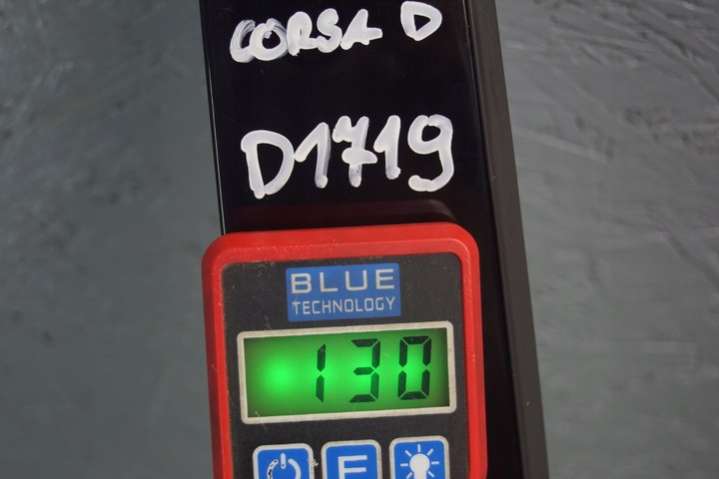 CORSA D
D1719
BLUE
TECHNOLOGY
130
F